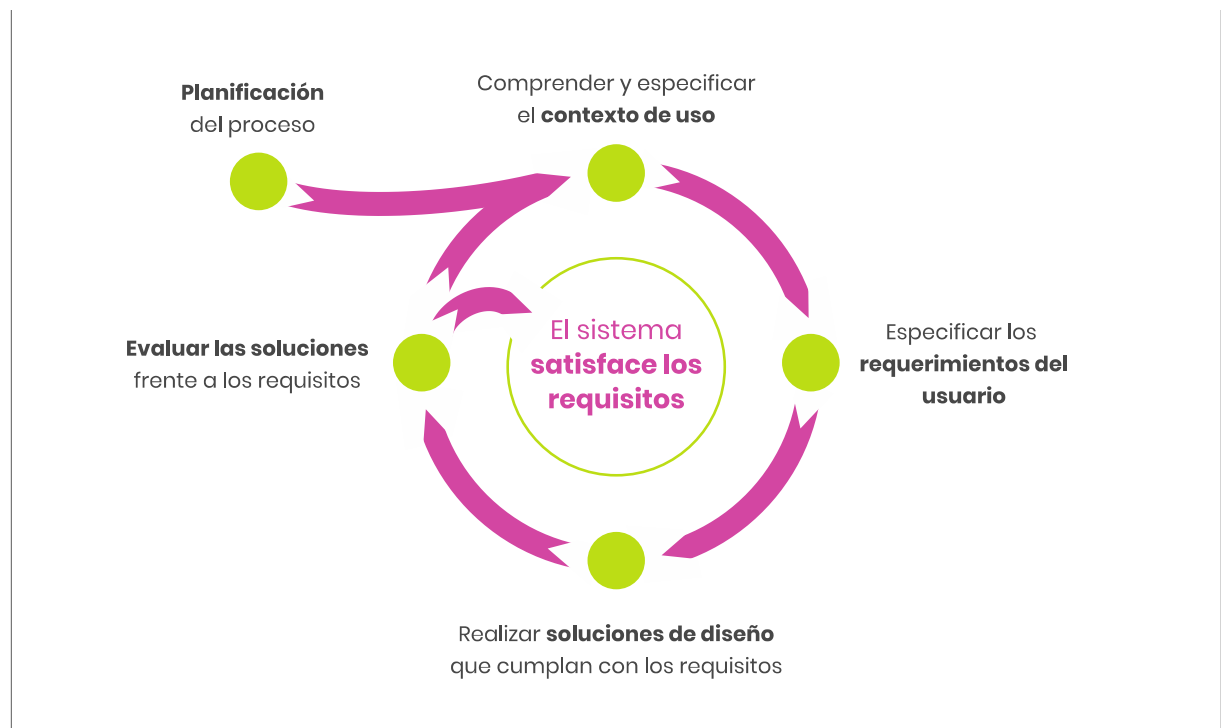 Planificación
del proceso
Comprender y especificar
el contexto de uso
Especificar los
requerimientos del
usuario
Realizar soluciones de diseño
que cumplan con los requisitos
Evaluar las soluciones
frente a los requisitos
El sistema
satisface los
requisitos